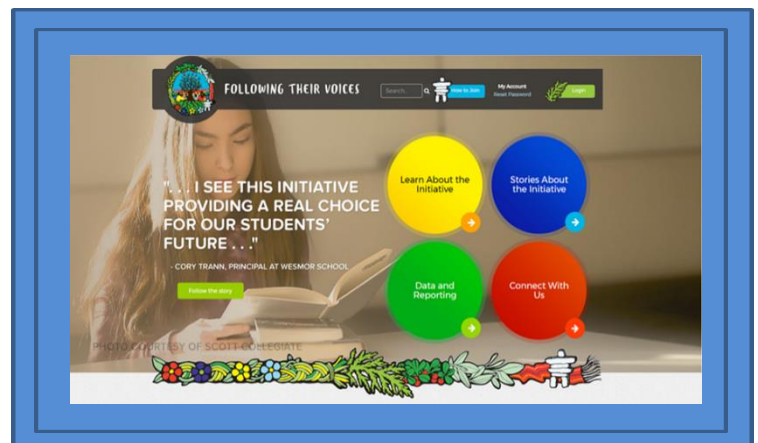 FOLLOWING THEIR VOICES
Search...
How to Join
My Account
Reset Password
Login
". . . I SEE THIS INITIATIVE
PROVIDING A REAL CHOICE
FOR OUR STUDENTS'
FUTURE . . ."
- CORY TRANN, PRINCIPAL AT WESMOR SCHOOL
Follow the story
Learn About the
Initiative
Stories About
the Initiative
Data and
Reporting
Connect With
Us
PHOTO COURTESY OF SCOTT COLLEGIATE